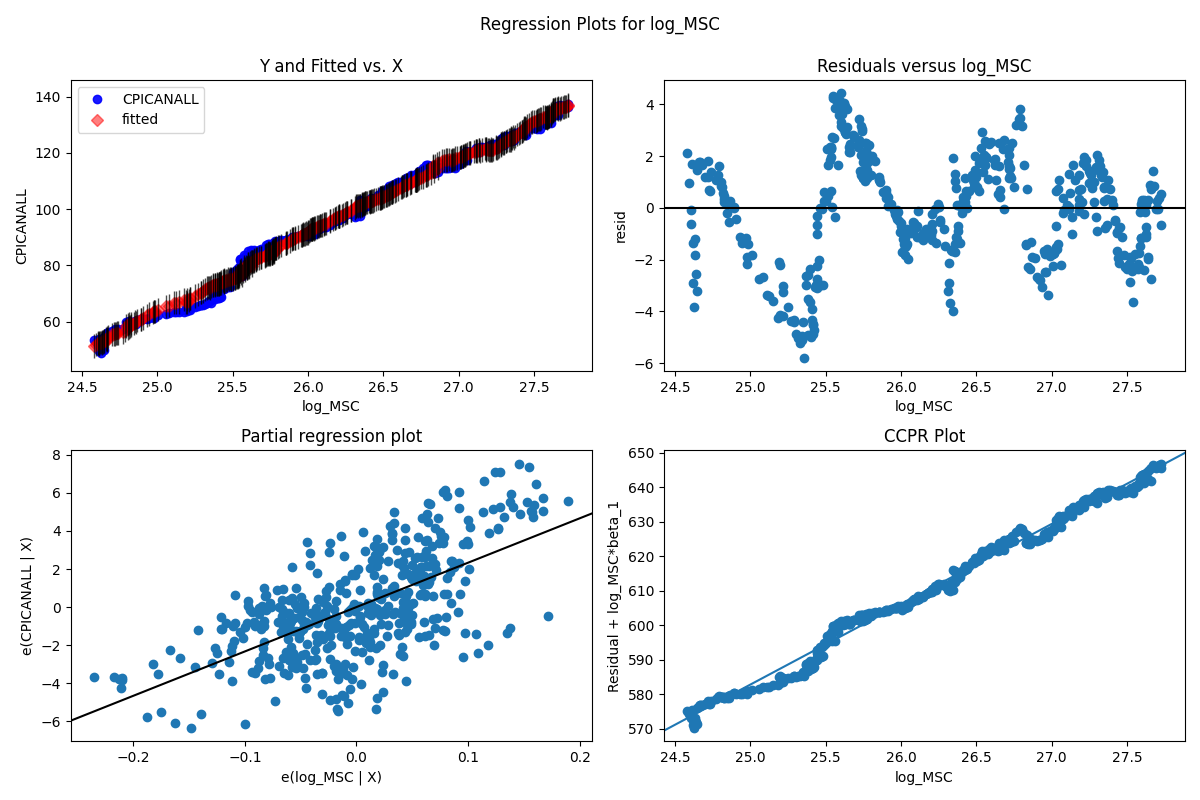 Regression Plots for log_MSC
Y and Fitted vs. X
CPICANALL
fitted
CPICANALL
140
120
100
80
60
24.5 25.0 25.5 26.0 26.5 27.0 27.5
log_MSC
Residuals versus log_MSC
resid
4
2
0
−2
−4
−6
24.5 25.0 25.5 26.0 26.5 27.0 27.5
log_MSC
Partial regression plot
e(CPICANALL | X)
8
6
4
2
0
−2
−4
−6
−0.2 −0.1 0.0 0.1 0.2
e(log_MSC | X)
CCPR Plot
Residual + log_MSC*beta_1
650
640
630
620
610
600
590
580
570
24.5 25.0 25.5 26.0 26.5 27.0 27.5
log_MSC